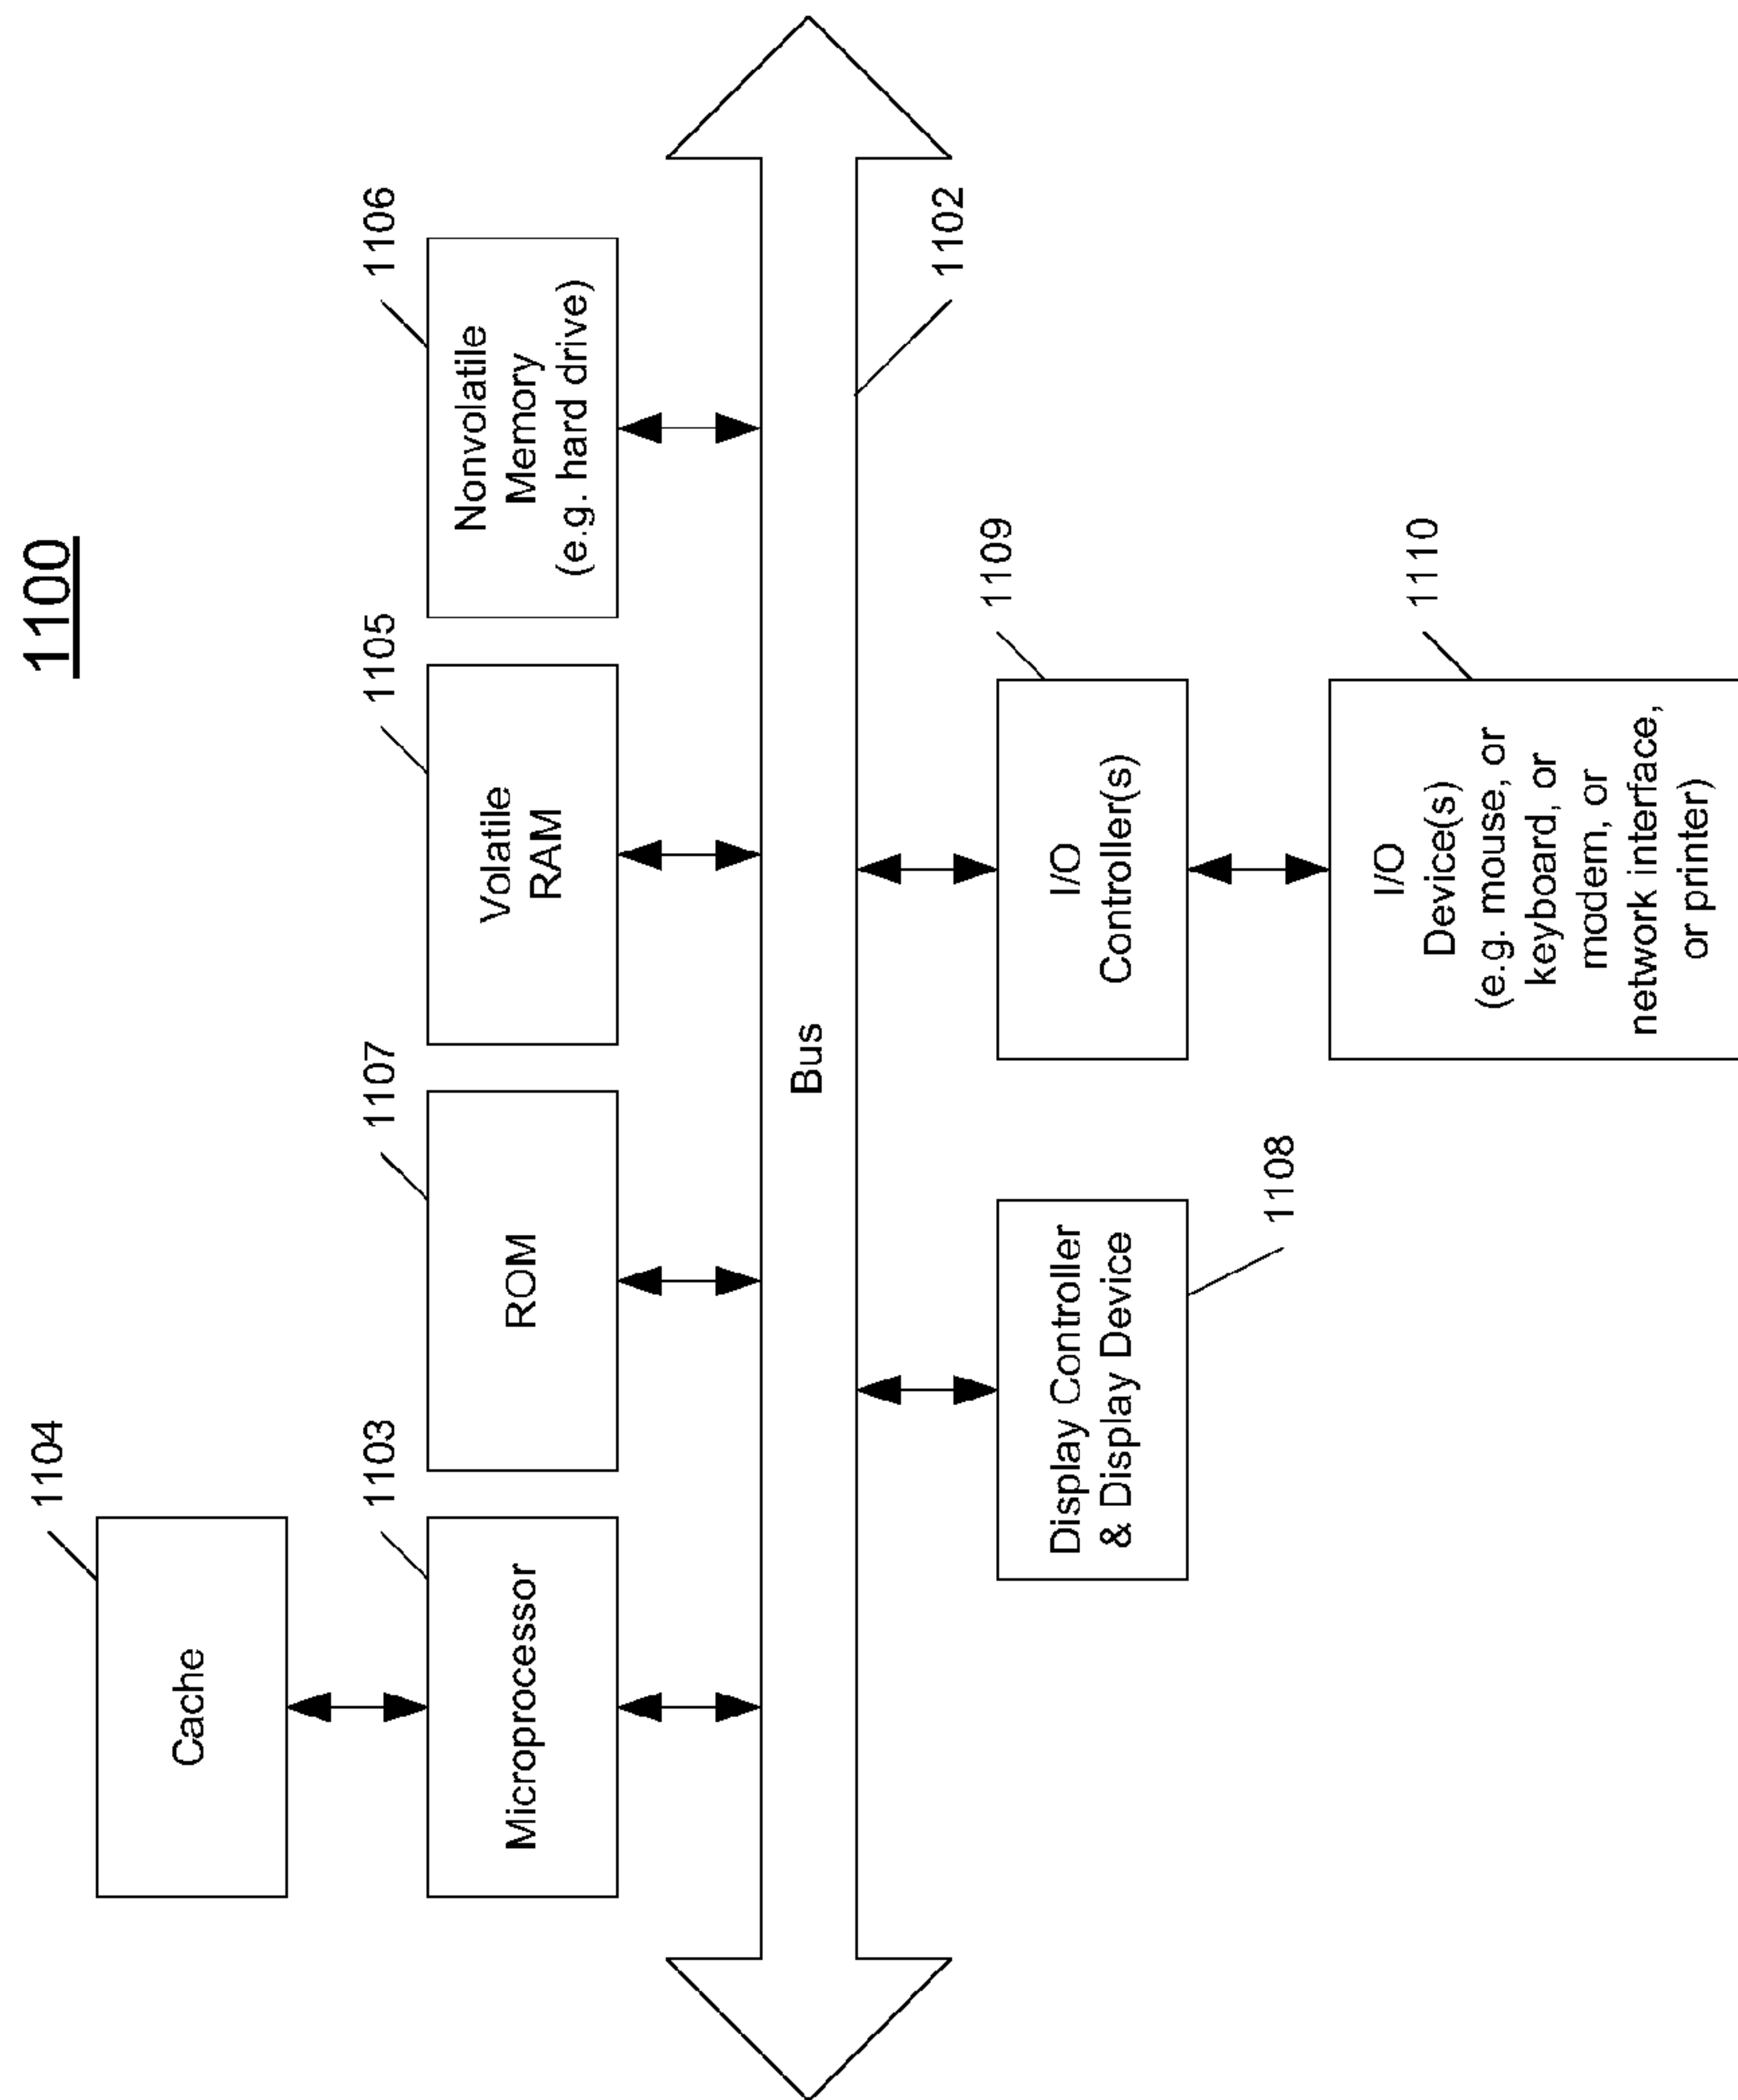 1100
1104
Cache
1103
1107
1105
1106
Microprocessor
ROM
Volatile
RAM
Nonvolatile
Memory
(e.g. hard drive)
Bus
1102
1109
Display Controller
& Display Device
I/O
Controller(s)
1108
1110
I/O
Device(s)
(e.g. mouse, or
keyboard, or
modem, or
network interface,
or printer)